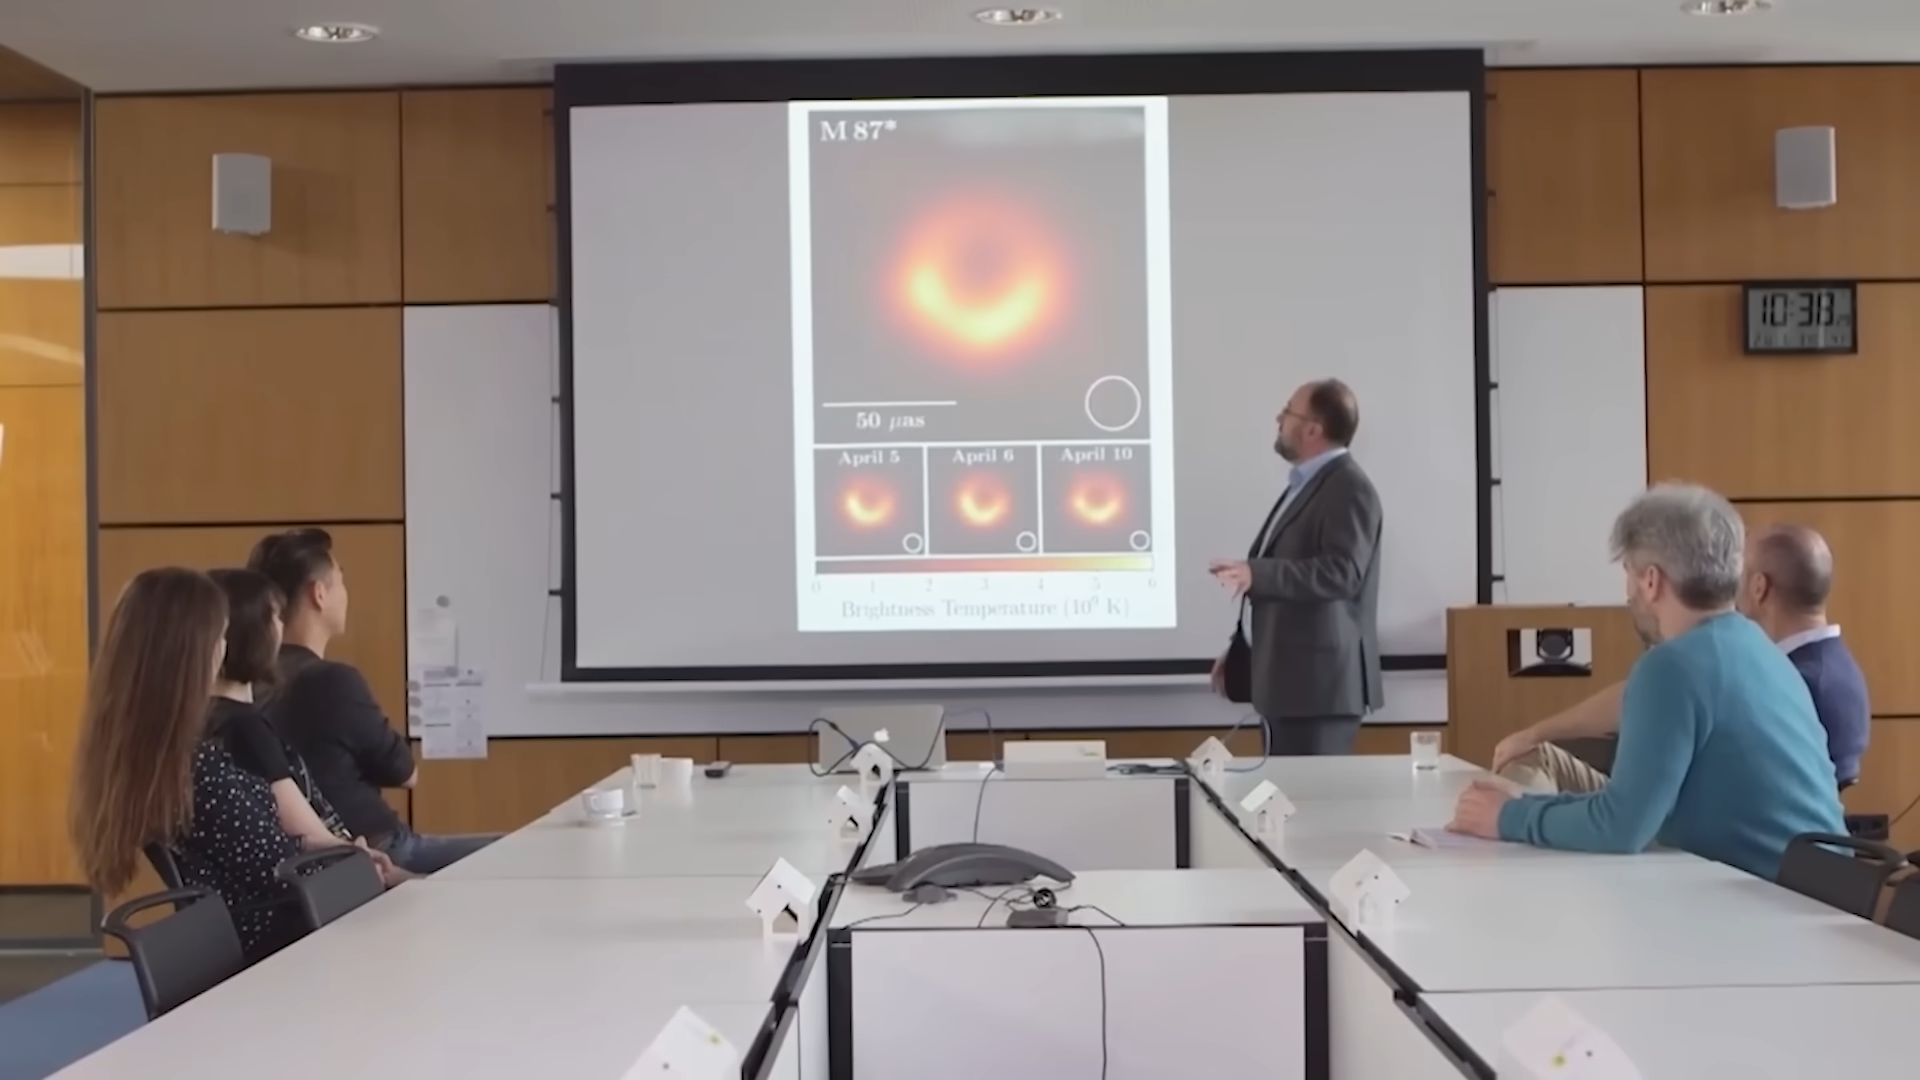 M 87*
50 μas
April 5
April 6
April 10
0 1 2 3 4 5 6
Brightness Temperature (10⁹ K)
10:38